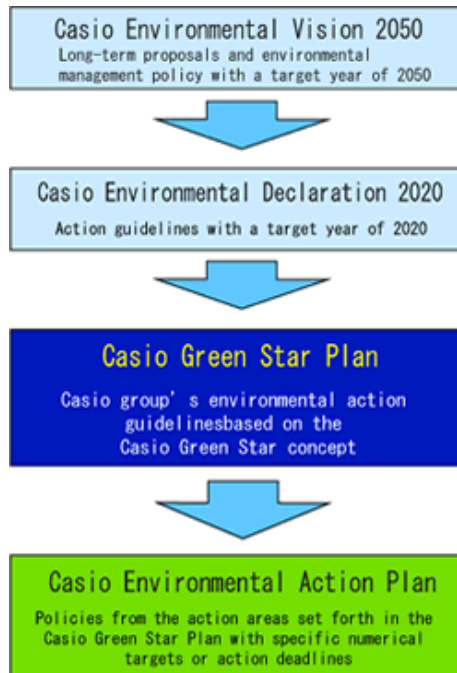 Casio Environmental Vision 2050
Long-term proposals and environmental
management policy with a target year of 2050
Casio Environmental Declaration 2020
Action guidelines with a target year of 2020
Casio Green Star Plan
Casio group's environmental action
guidelinesbased on the
Casio Green Star concept
Casio Environmental Action Plan
Policies from the action areas set forth in the
Casio Green Star Plan with specific numerical
targets or action deadlines